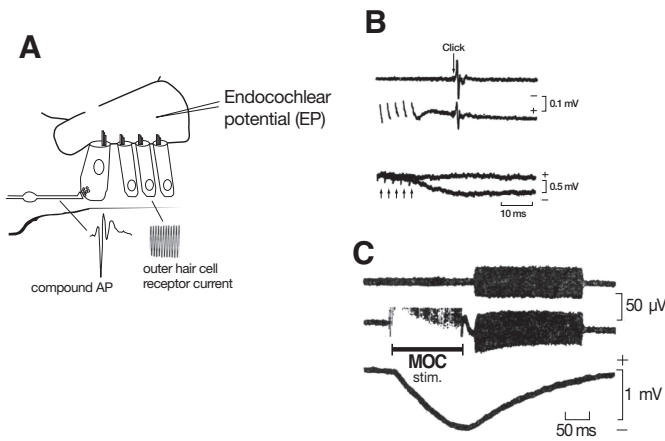 A
Endocochlear
potential (EP)
compound AP
outer hair cell
receptor current
B
Click
−
0.1 mV
+
+
0.5 mV
−
10 ms
C
50 µV
MOC
stim.
+
1 mV
−
50 ms